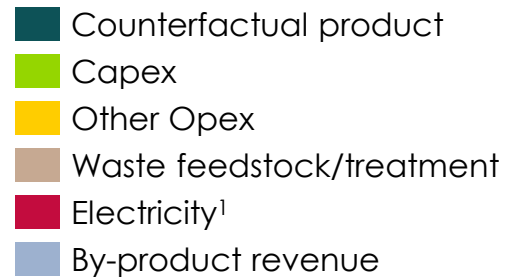 Counterfactual product
Capex
Other Opex
Waste feedstock/treatment
Electricity¹
By-product revenue